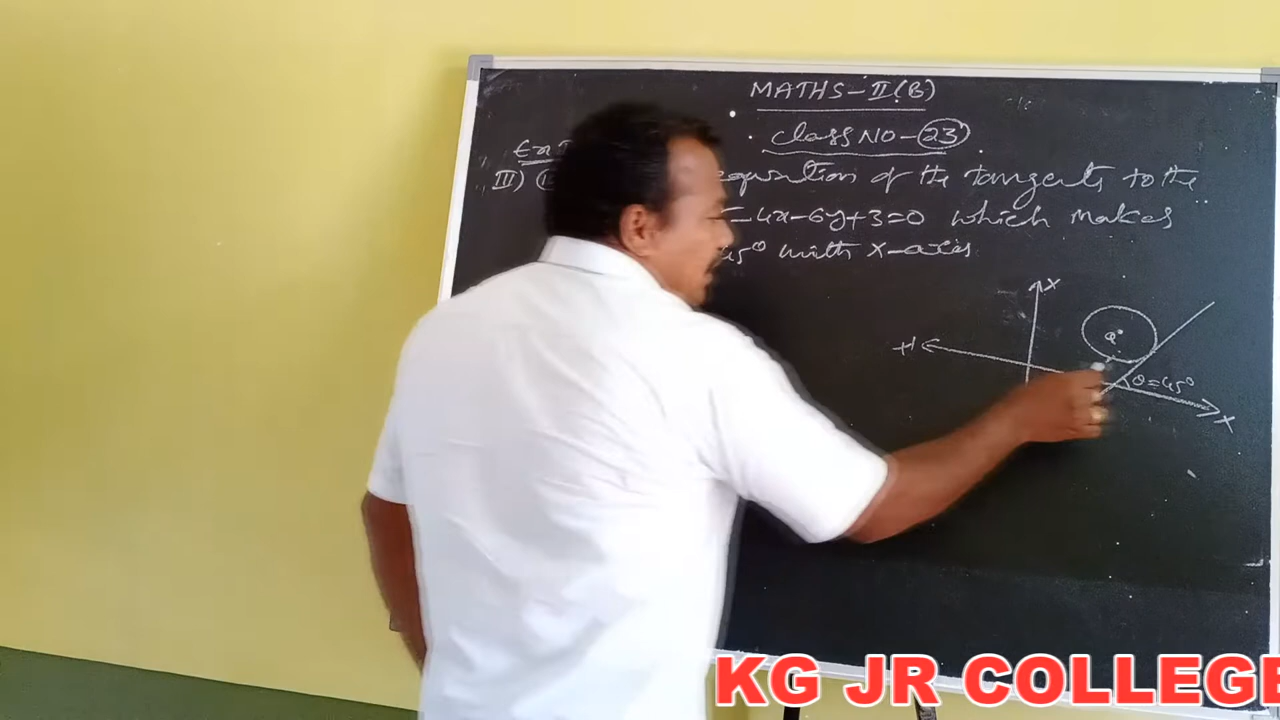 MATHS-II(B)
Class NO-23
III)
equation of the tangents to the
-4x-6y+3=0 which makes
45° with X-axis
X
θ=45°
X
KG JR COLLEGE